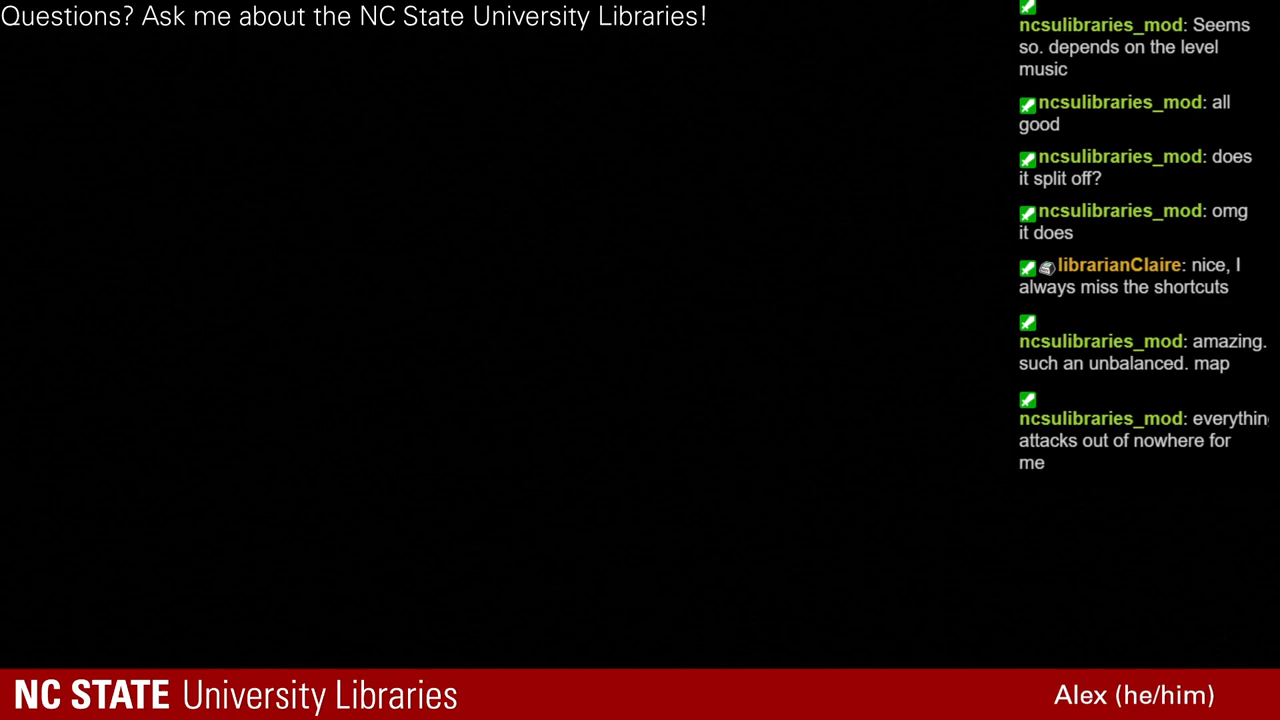 Questions? Ask me about the NC State University Libraries!
ncsulibraries_mod: Seems
so. depends on the level
music
ncsulibraries_mod: all
good
ncsulibraries_mod: does
it split off?
ncsulibraries_mod: omg
it does
librarianClaire: nice, I
always miss the shortcuts
ncsulibraries_mod: amazing.
such an unbalanced. map
ncsulibraries_mod: everythin
attacks out of nowhere for
me
NC STATE University Libraries
Alex (he/him)